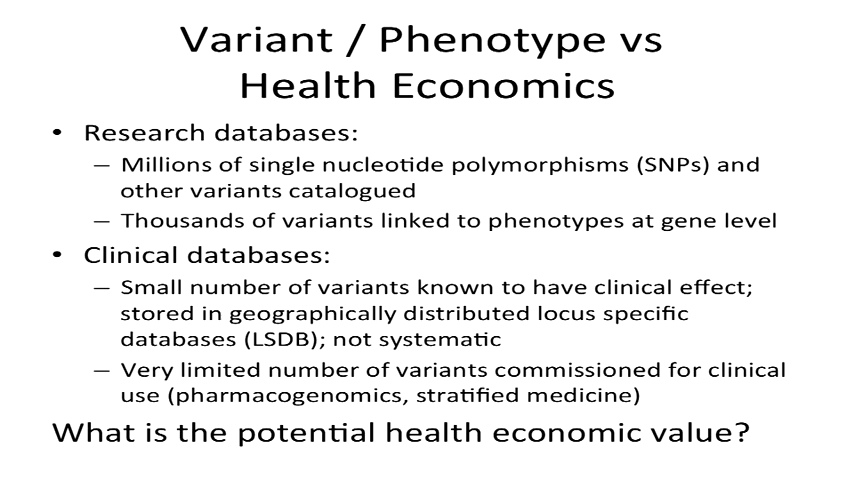 Variant / Phenotype vs
Health Economics
• Research databases:
– Millions of single nucleotide polymorphisms (SNPs) and
other variants catalogued
– Thousands of variants linked to phenotypes at gene level
• Clinical databases:
– Small number of variants known to have clinical effect;
stored in geographically distributed locus specific
databases (LSDB); not systematic
– Very limited number of variants commissioned for clinical
use (pharmacogenomics, stratified medicine)
What is the potential health economic value?